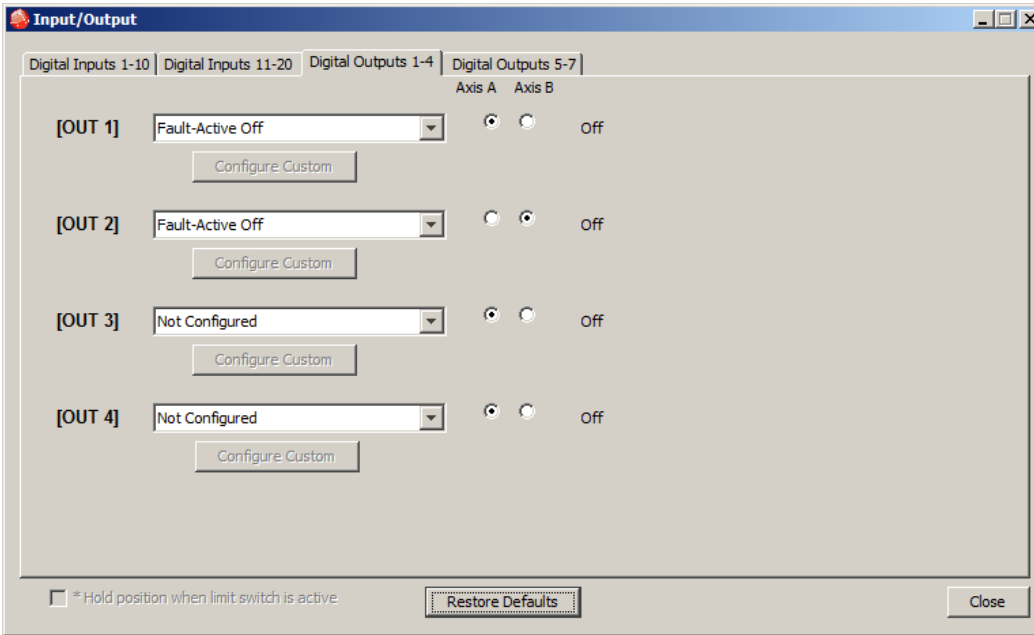 Input/Output
Digital Inputs 1-10 Digital Inputs 11-20 Digital Outputs 1-4 Digital Outputs 5-7
Axis A Axis B
[OUT 1] Fault-Active Off Off
Configure Custom
[OUT 2] Fault-Active Off Off
Configure Custom
[OUT 3] Not Configured Off
Configure Custom
[OUT 4] Not Configured Off
Configure Custom
* Hold position when limit switch is active Restore Defaults Close